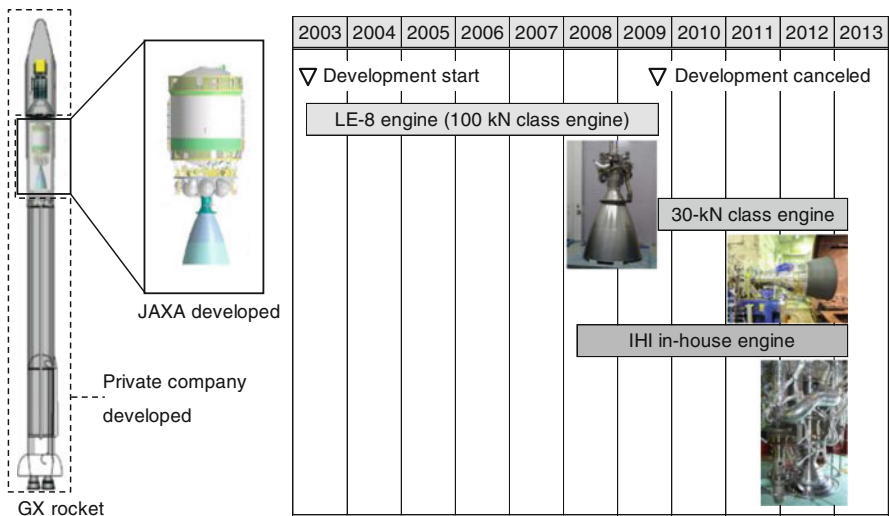 2003 2004 2005 2006 2007 2008 2009 2010 2011 2012 2013
▽ Development start
▽ Development canceled
LE-8 engine (100 kN class engine)
30-kN class engine
IHI in-house engine
JAXA developed
Private company
developed
GX rocket